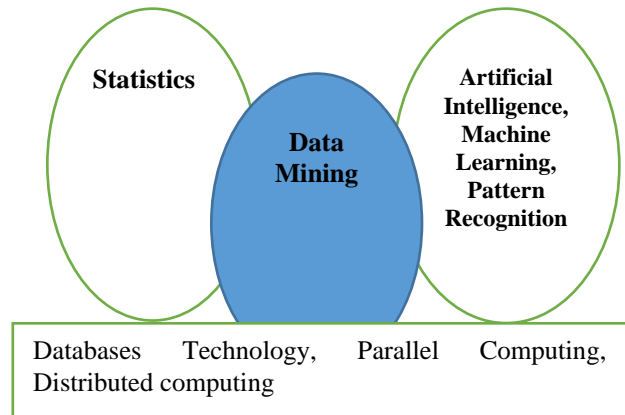 Statistics
Data
Mining
Artificial
Intelligence,
Machine
Learning,
Pattern
Recognition
Databases Technology, Parallel Computing,
Distributed computing